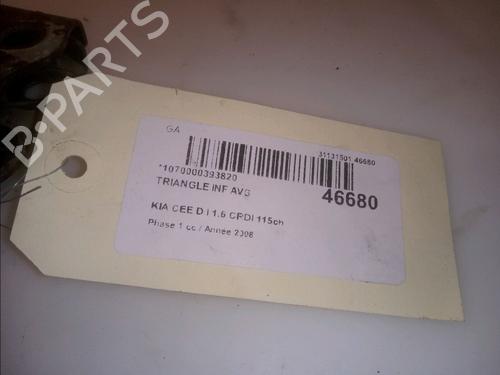 B-PARTS
GA
31131501 46680
*1070000393820
TRIANGLE INF AVG
46680
KIA CEE D I 1.6 CRDI 115ch
Phase 1 cc / Année 2008